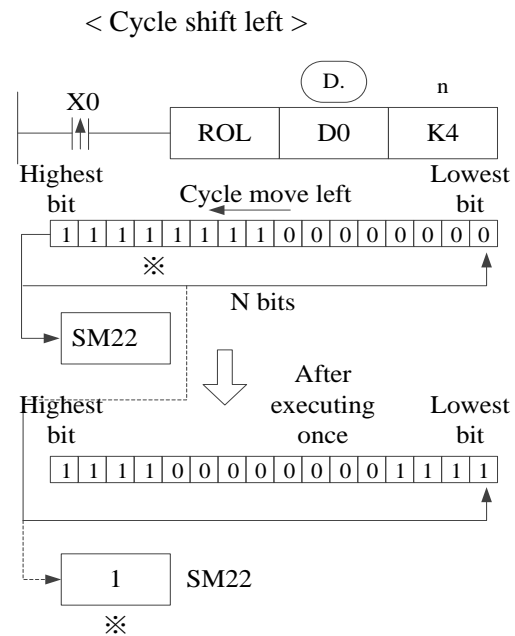 < Cycle shift left >
D.
n
X0
ROL D0 K4
Highest bit
Cycle move left
Lowest bit
1 1 1 1 1 1 1 1 0 0 0 0 0 0 0 0
※
N bits
SM22
After executing once
Highest bit
Lowest bit
1 1 1 1 0 0 0 0 0 0 0 0 1 1 1 1
1 SM22
※